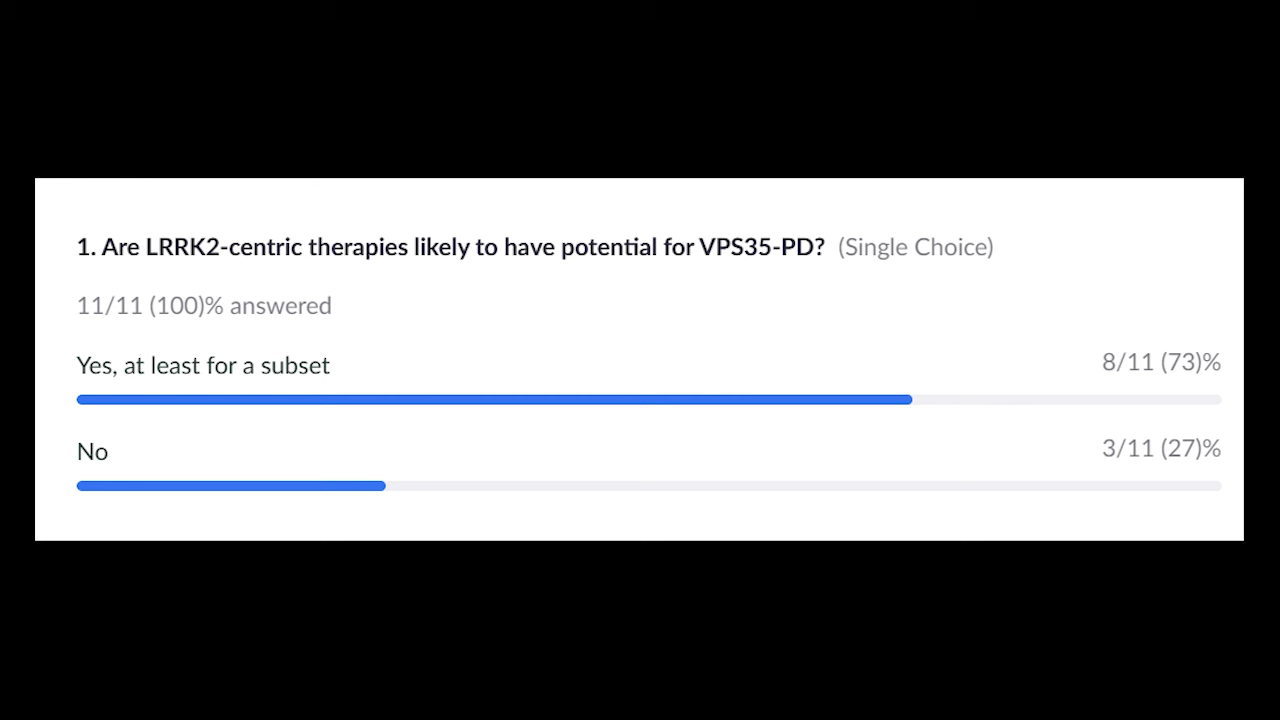 1. Are LRRK2-centric therapies likely to have potential for VPS35-PD? (Single Choice)
11/11 (100)% answered
Yes, at least for a subset 8/11 (73)%
No 3/11 (27)%